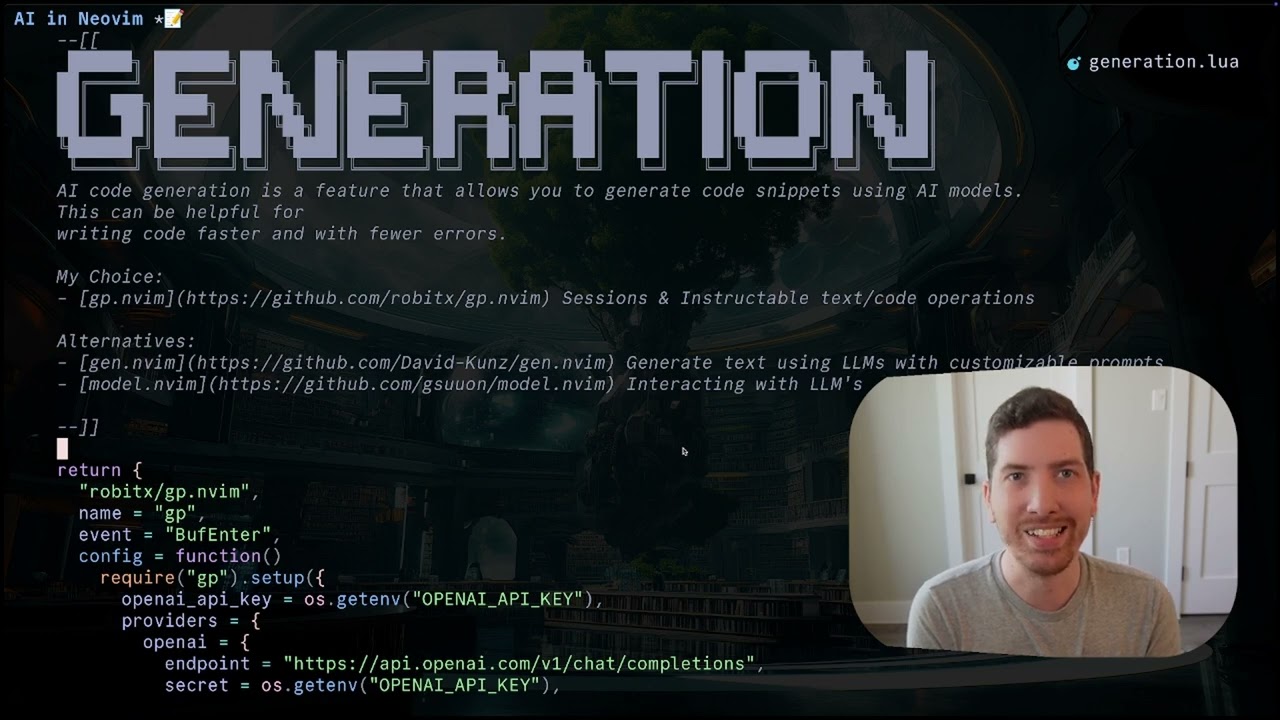 AI in Neovim *📝
--[[
generation.lua
GENERATION
AI code generation is a feature that allows you to generate code snippets using AI models.
This can be helpful for
writing code faster and with fewer errors.
My Choice:
- [gp.nvim](https://github.com/robitx/gp.nvim) Sessions & Instructable text/code operations
Alternatives:
- [gen.nvim](https://github.com/David-Kunz/gen.nvim) Generate text using LLMs with customizable prompts
- [model.nvim](https://github.com/gsuuon/model.nvim) Interacting with LLM's
--]]
return {
"robitx/gp.nvim",
name = "gp",
event = "BufEnter",
config = function()
require("gp").setup({
openai_api_key = os.getenv("OPENAI_API_KEY"),
providers = {
openai = {
endpoint = "https://api.openai.com/v1/chat/completions",
secret = os.getenv("OPENAI_API_KEY"),